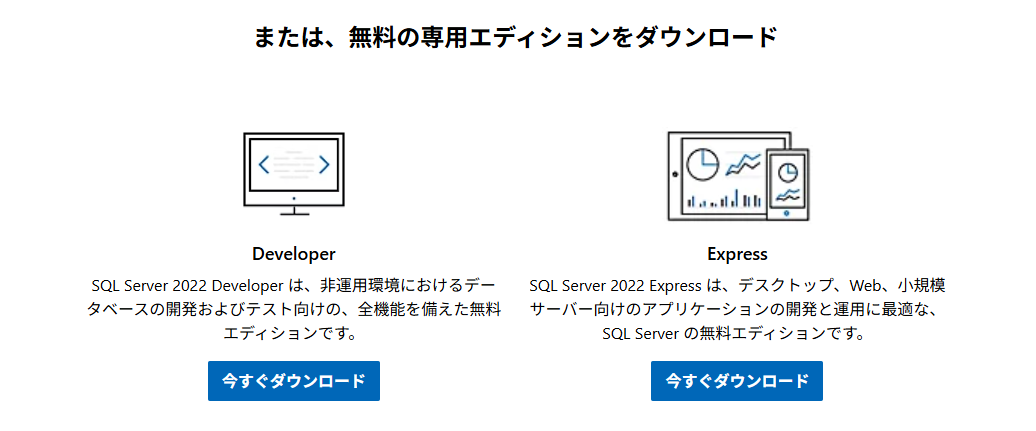 または、無料の専用エディションをダウンロード
Developer
SQL Server 2022 Developer は、非運用環境におけるデー
タベースの開発およびテスト向けの、全機能を備えた無料
エディションです。
今すぐダウンロード
Express
SQL Server 2022 Express は、デスクトップ、Web、小規模
サーバー向けのアプリケーションの開発と運用に最適な、
SQL Server の無料エディションです。
今すぐダウンロード